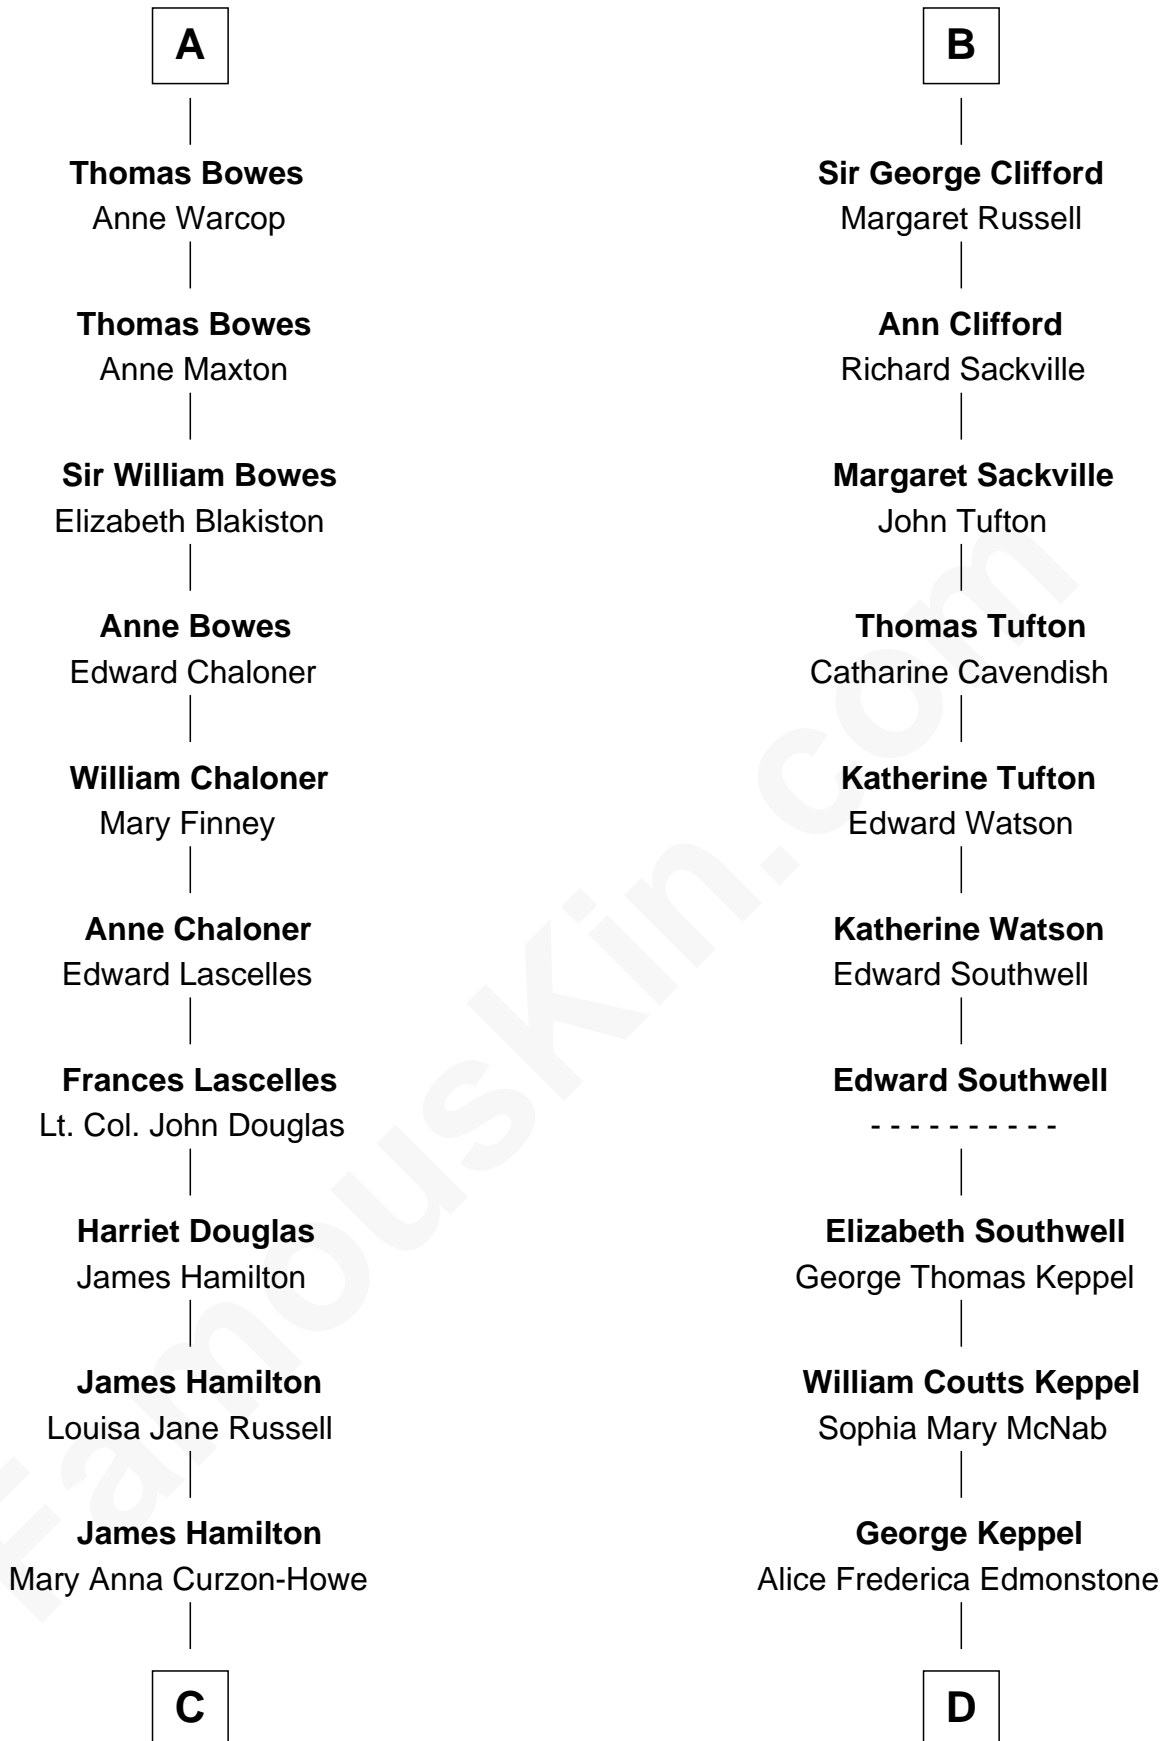 A
Thomas Bowes
Anne Warcop
Thomas Bowes
Anne Maxton
Sir William Bowes
Elizabeth Blakiston
Anne Bowes
Edward Chaloner
William Chaloner
Mary Finney
Anne Chaloner
Edward Lascelles
Frances Lascelles
Lt. Col. John Douglas
Harriet Douglas
James Hamilton
James Hamilton
Louisa Jane Russell
James Hamilton
Mary Anna Curzon-Howe
C
B
Sir George Clifford
Margaret Russell
Ann Clifford
Richard Sackville
Margaret Sackville
John Tufton
Thomas Tufton
Catharine Cavendish
Katherine Tufton
Edward Watson
Katherine Watson
Edward Southwell
Edward Southwell
- - - - - - - - - -
Elizabeth Southwell
George Thomas Keppel
William Coutts Keppel
Sophia Mary McNab
George Keppel
Alice Frederica Edmonstone
D
FamousKin.com